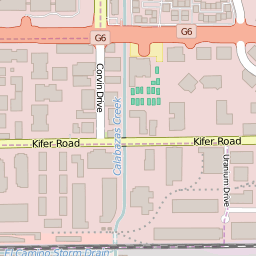 G6
G6
Corvin Drive
Calabazas Creek
Kifer Road
Kifer Road
Uranium Drive
El Camino Storm Drain